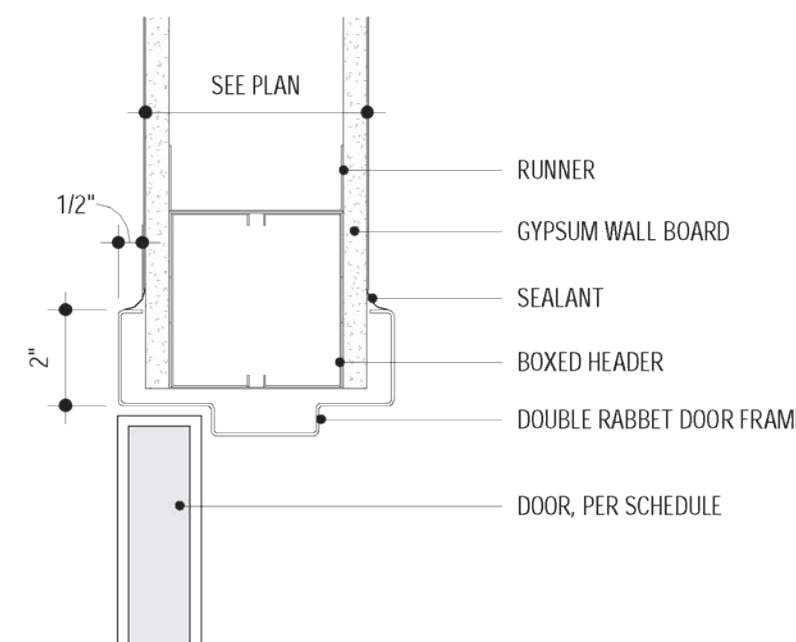 SEE PLAN
RUNNER
1/2"
GYPSUM WALL BOARD
SEALANT
2"
BOXED HEADER
DOUBLE RABBET DOOR FRAM
DOOR, PER SCHEDULE